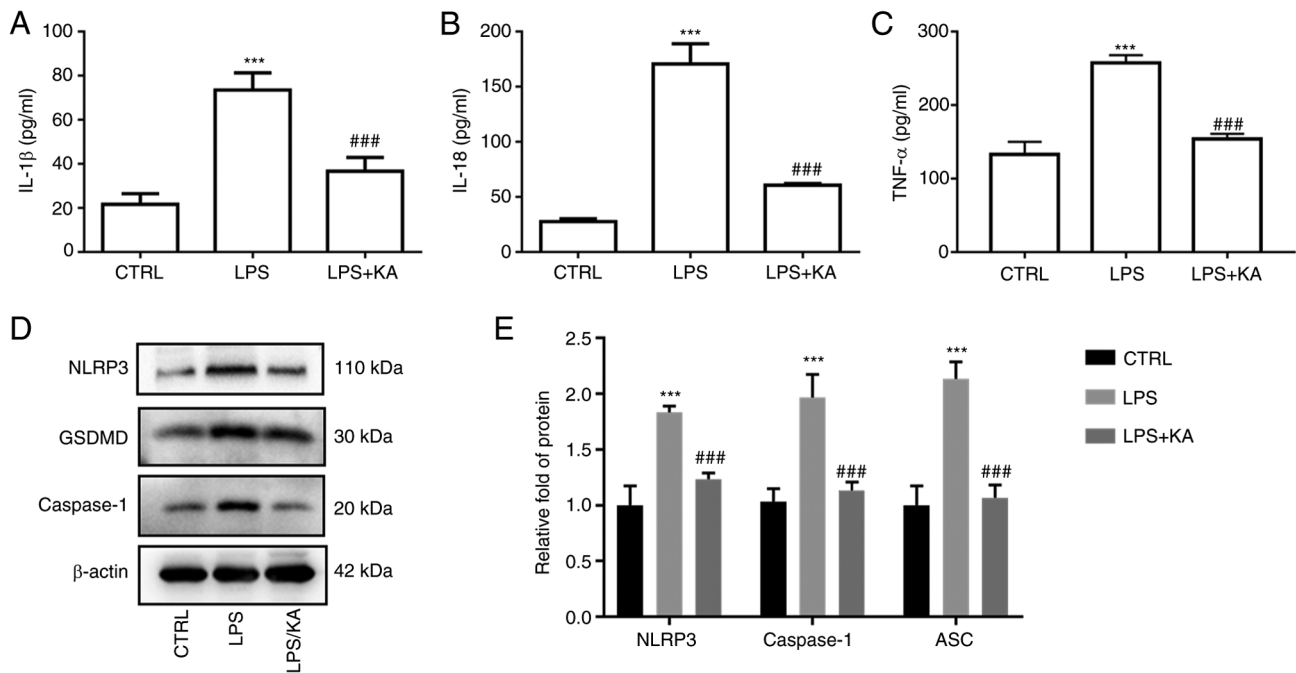 A
IL-1β (pg/ml)
100
80
60
40
20
0
***
###
CTRL
LPS
LPS+KA
B
IL-18 (pg/ml)
200
150
100
50
0
***
###
CTRL
LPS
LPS+KA
C
TNF-α (pg/ml)
300
200
100
0
***
###
CTRL
LPS
LPS+KA
D
NLRP3
110 kDa
GSDMD
30 kDa
Caspase-1
20 kDa
β-actin
42 kDa
CTRL
LPS
LPS/KA
E
Relative fold of protein
2.5
2.0
1.5
1.0
0.5
0.0
***
###
***
###
***
###
NLRP3
Caspase-1
ASC
CTRL
LPS
LPS+KA